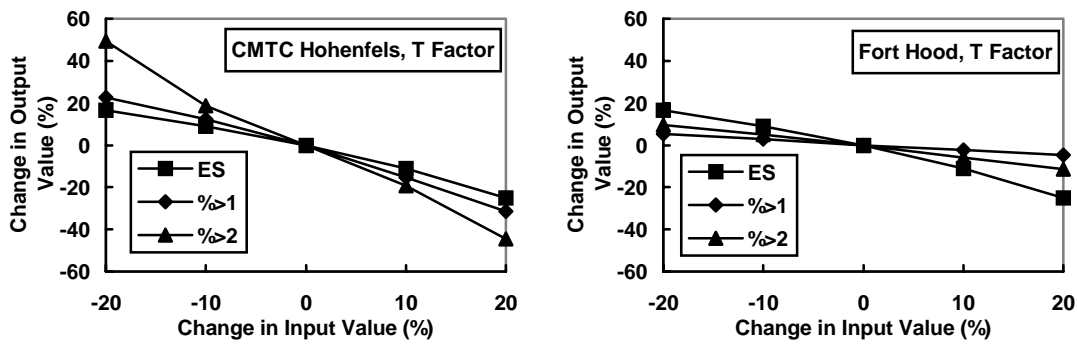 CMTC Hohenfels, T Factor
Change in Output
Value (%)
60
40
20
0
-20
-40
-60
ES
%>1
%>2
-20
-10
0
10
20
Change in Input Value (%)
Fort Hood, T Factor
Change in Output
Value (%)
60
40
20
0
-20
-40
-60
ES
%>1
%>2
-20
-10
0
10
20
Change in Input Value (%)